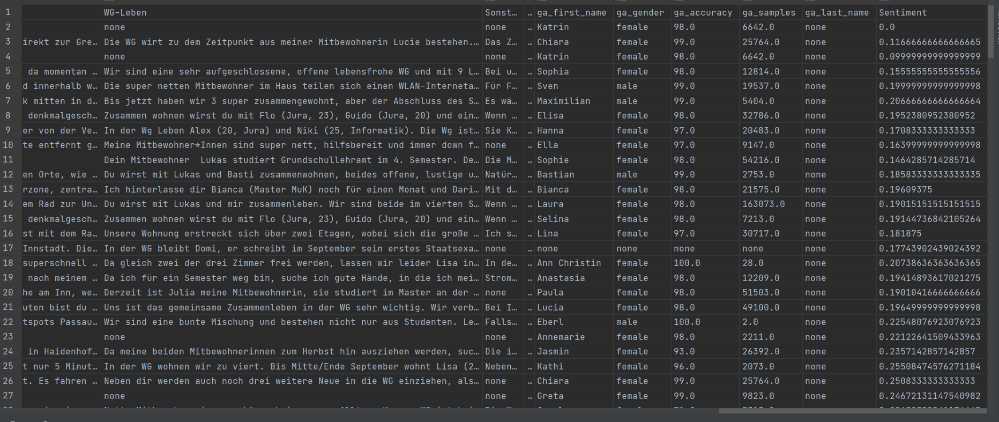 1 WG-Leben Sonst… … ga_first_name ga_gender ga_accuracy ga_samples ga_last_name Sentiment
2 none none … Katrin female 98.0 6642.0 none 0.0
3 irekt zur Gre… Die WG wirt zu dem Zeitpunkt aus meiner Mitbewohnerin Lucie bestehen.… Das Z… … Chiara female 99.0 25764.0 none 0.11666666666666665
4 none none … Katrin female 98.0 6642.0 none 0.09999999999999999
5 da momentan … Wir sind eine sehr aufgeschlossene, offene lebensfrohe WG und mit 9 L… Bei u… … Sophia female 98.0 12814.0 none 0.15555555555555556
6 d innerhalb w… Die super netten Mitbewohner im Haus teilen sich einen WLAN-Interneta… Für F… … Sven male 99.0 19537.0 none 0.19999999999999998
7 k mitten in d… Bis jetzt haben wir 3 super zusammengewohnt, aber der Abschluss des S… Es wä… … Maximilian male 99.0 5404.0 none 0.20666666666666664
8 denkmalgesch… Zusammen wohnen wirst du mit Flo (Jura, 23), Guido (Jura, 20) und ein… Wenn … … Elisa female 98.0 32786.0 none 0.1952380952380952
9 er von der Ve… In der Wg Leben Alex (20, Jura) und Niki (25, Informatik). Die Wg ist… Sie K… … Hanna female 97.0 20483.0 none 0.1708333333333333
10 te entfernt g… Meine Mitbewohner*Innen sind super nett, hilfsbereit und immer down f… none … Ella female 97.0 9147.0 none 0.16399999999999998
11 Dein Mitbewohner  Lukas studiert Grundschullehramt im 4. Semester. De… Die M… … Sophie female 98.0 54216.0 none 0.1464285714285714
12 en Orte, wie … Du wirst mit Lukas und Basti zusammenwohnen, beides offene, lustige u… Natür… … Bastian male 99.0 2753.0 none 0.18583333333333335
13 rzone, zentra… Ich hinterlasse dir Bianca (Master MuK) noch für einen Monat und Dari… Mit d… … Bianca female 98.0 21575.0 none 0.19609375
14 em Rad zur Un… Du wirst mit Lukas und mir zusammenleben. Wir sind beide im vierten S… Wenn … … Laura female 98.0 163073.0 none 0.19015151515151515
15 denkmalgesch… Zusammen wohnen wirst du mit Flo (Jura, 23), Guido (Jura, 20) und ein… Wenn … … Selina female 98.0 7213.0 none 0.19144736842105264
16 st mit dem Ra… Unsere Wohnung erstreckt sich über zwei Etagen, wobei sich die große … Ich s… … Lina female 97.0 30717.0 none 0.181875
17 Innstadt. Die… In der WG bleibt Domi, er schreibt im September sein erstes Staatsexa… none … none none none none none 0.17743902439024392
18 superschnell … Da gleich zwei der drei Zimmer frei werden, lassen wir leider Lisa in… In de… … Ann Christin female 100.0 28.0 none 0.20738636363636365
19 nach meinem … Da ich für ein Semester weg bin, suche ich gute Hände, in die ich mei… Strom… … Anastasia female 98.0 12209.0 none 0.19414893617021275
20 he am Inn, we… Derzeit ist Julia meine Mitbewohnerin, sie studiert im Master an der … none … Paula female 98.0 51503.0 none 0.19010416666666666
21 uten bist du … Uns ist das gemeinsame Zusammenleben in der WG sehr wichtig. Wir verb… Bei I… … Lucia female 98.0 49100.0 none 0.19649999999999998
22 tspots Passau… Wir sind eine bunte Mischung und bestehen nicht nur aus Studenten. Le… Falls… … Eberl male 100.0 2.0 none 0.22548076923076923
23 none none … Annemarie female 98.0 2211.0 none 0.221226415094​33963
24 in Haidenhof… Da meine beiden Mitbewohnerinnen zum Herbst hin ausziehen werden, suc… Die i… … Jasmin female 93.0 26392.0 none 0.2357142857142857
25 t nur 5 Minut… In der WG wohnen wir zu viert. Bis Mitte/Ende September wohnt Lisa (2… Neben… … Kathi female 96.0 2073.0 none 0.25508474576271184
26 t. Es fahren … Neben dir werden auch noch drei weitere Neue in die WG einziehen, als… none … Chiara female 99.0 25764.0 none 0.2508333333333333
27 none none … Greta female 99.0 9823.0 none 0.24672131147540982